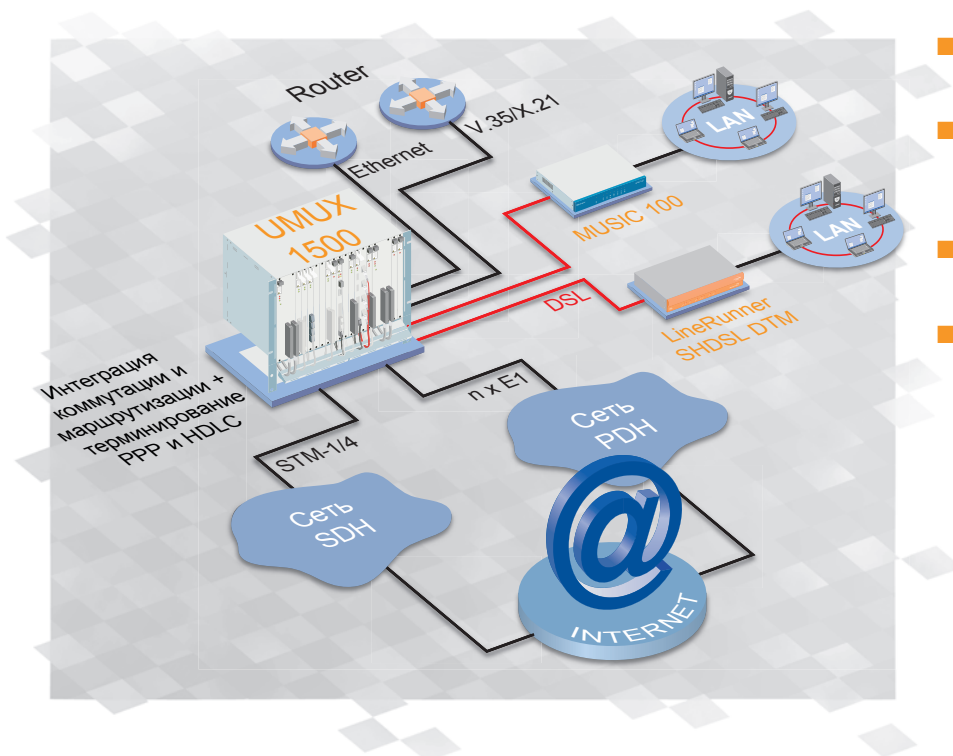 Router
V.35/X.21
Ethernet
LAN
UMUX
1500
MUSIC 100
LAN
DSL
LineRunner
SHDSL DTM
Интеграция
коммутации и
маршрутизации +
терминирование
PPP и HDLC
n x E1
Сеть
PDH
STM-1/4
Сеть
SDH
@
INTERNET